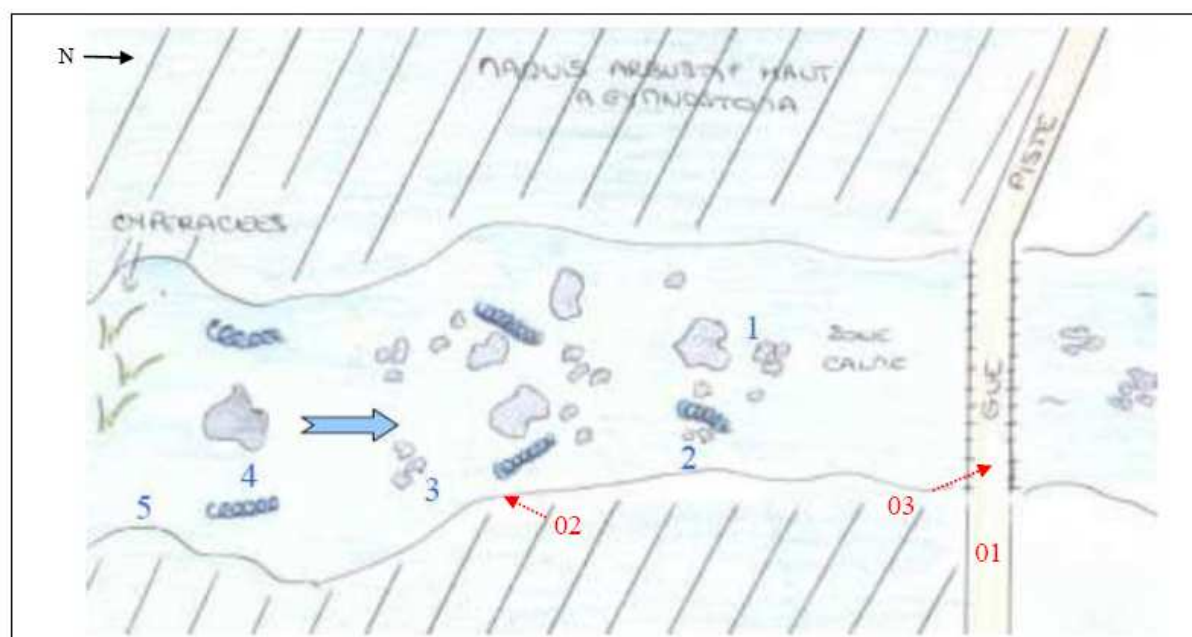 N
MAQUIS ARBUSTIF HAUT
A GYMNOSTOMA
PISTE
CYPERACEES
1
ZONE
CALME
GUE
2
4
3
5
02
03
01